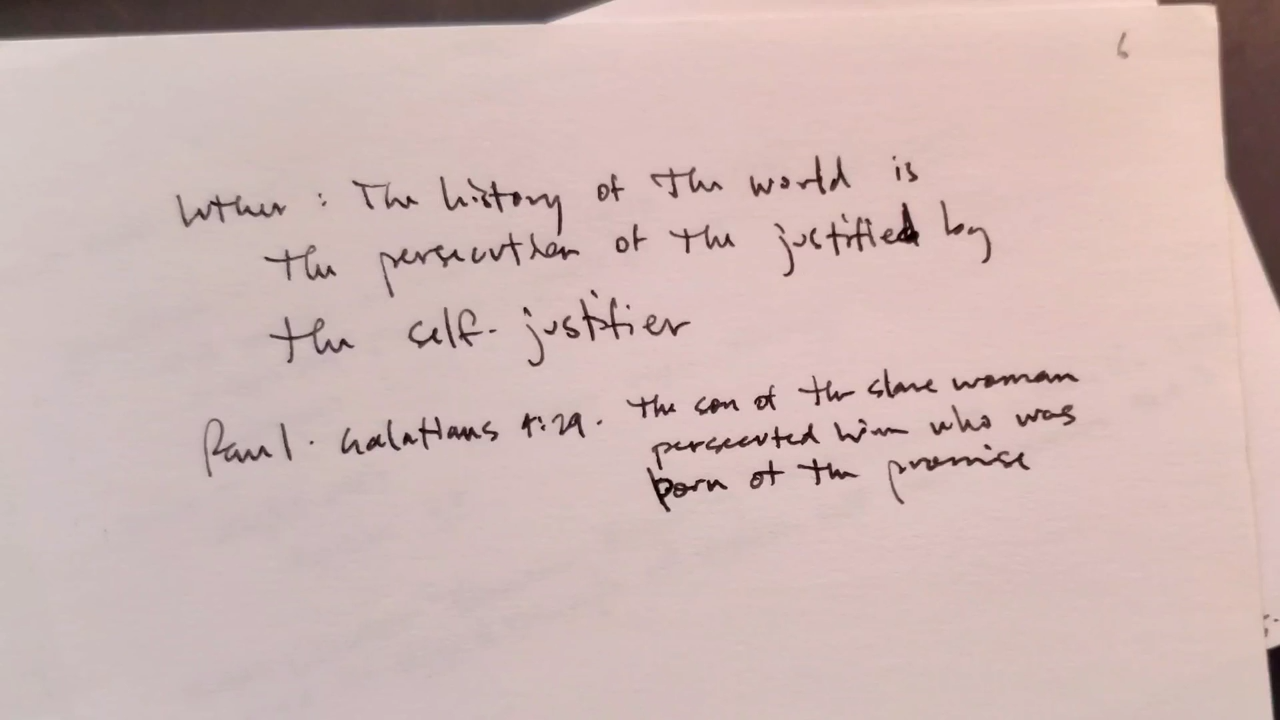 6
Luther : The history of the world is
the persecution of the justified by
the self-justifier
Paul. Galatians 4:29. the son of the slave woman
persecuted him who was
born of the promise